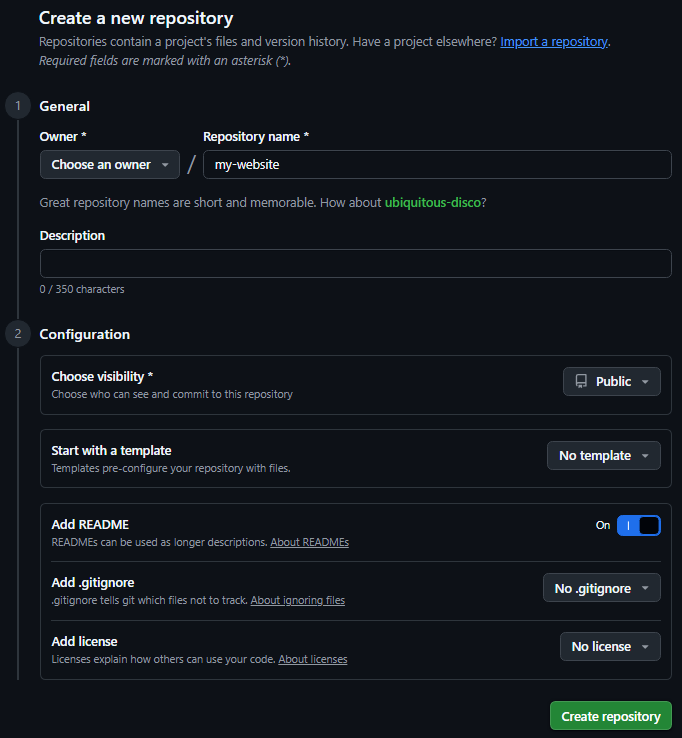 Create a new repository
Repositories contain a project's files and version history. Have a project elsewhere? Import a repository.
Required fields are marked with an asterisk (*).
1 General
Owner * Repository name *
Choose an owner / my-website
Great repository names are short and memorable. How about ubiquitous-disco?
Description
0 / 350 characters
2 Configuration
Choose visibility * Public
Choose who can see and commit to this repository
Start with a template No template
Templates pre-configure your repository with files.
Add README On
READMEs can be used as longer descriptions. About READMEs
Add .gitignore No .gitignore
.gitignore tells git which files not to track. About ignoring files
Add license No license
Licenses explain how others can use your code. About licenses
Create repository